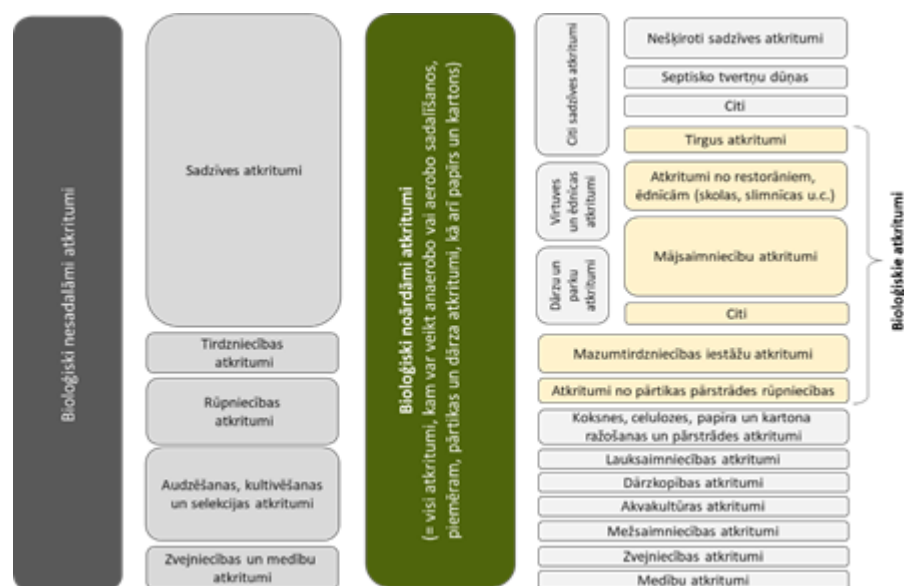 Bioloģiski nesadalāmi atkritumi
Sadzīves atkritumi
Tirdzniecības
atkritumi
Rūpniecības
atkritumi
Audzēšanas, kultivēšanas
un selekcijas atkritumi
Zvejniecības un medību
atkritumi
Bioloģiski noārdāmi atkritumi
(= visi atkritumi, kam var veikt anaerobo vai aerobo sadalīšanos,
piemēram, pārtikas un dārza atkritumi, kā arī papīrs un kartons)
Citi sadzīves atkritumi
Virtuves
un ēdnīcas
atkritumi
Dārzu un
parku
atkritumi
Nešķiroti sadzīves atkritumi
Septisko tvertņu dūņas
Citi
Tirgus atkritumi
Atkritumi no restorāniem,
ēdnīcām (skolas, slimnīcas u.c.)
Mājsaimniecību atkritumi
Citi
Mazumtirdzniecības iestāžu atkritumi
Atkritumi no pārtikas pārstrādes rūpniecības
Koksnes, celulozes, papīra un kartona
ražošanas un pārstrādes atkritumi
Lauksaimniecības atkritumi
Dārzkopības atkritumi
Akvakultūras atkritumi
Mežsaimniecības atkritumi
Zvejniecības atkritumi
Medību atkritumi
Bioloģiskie atkritumi